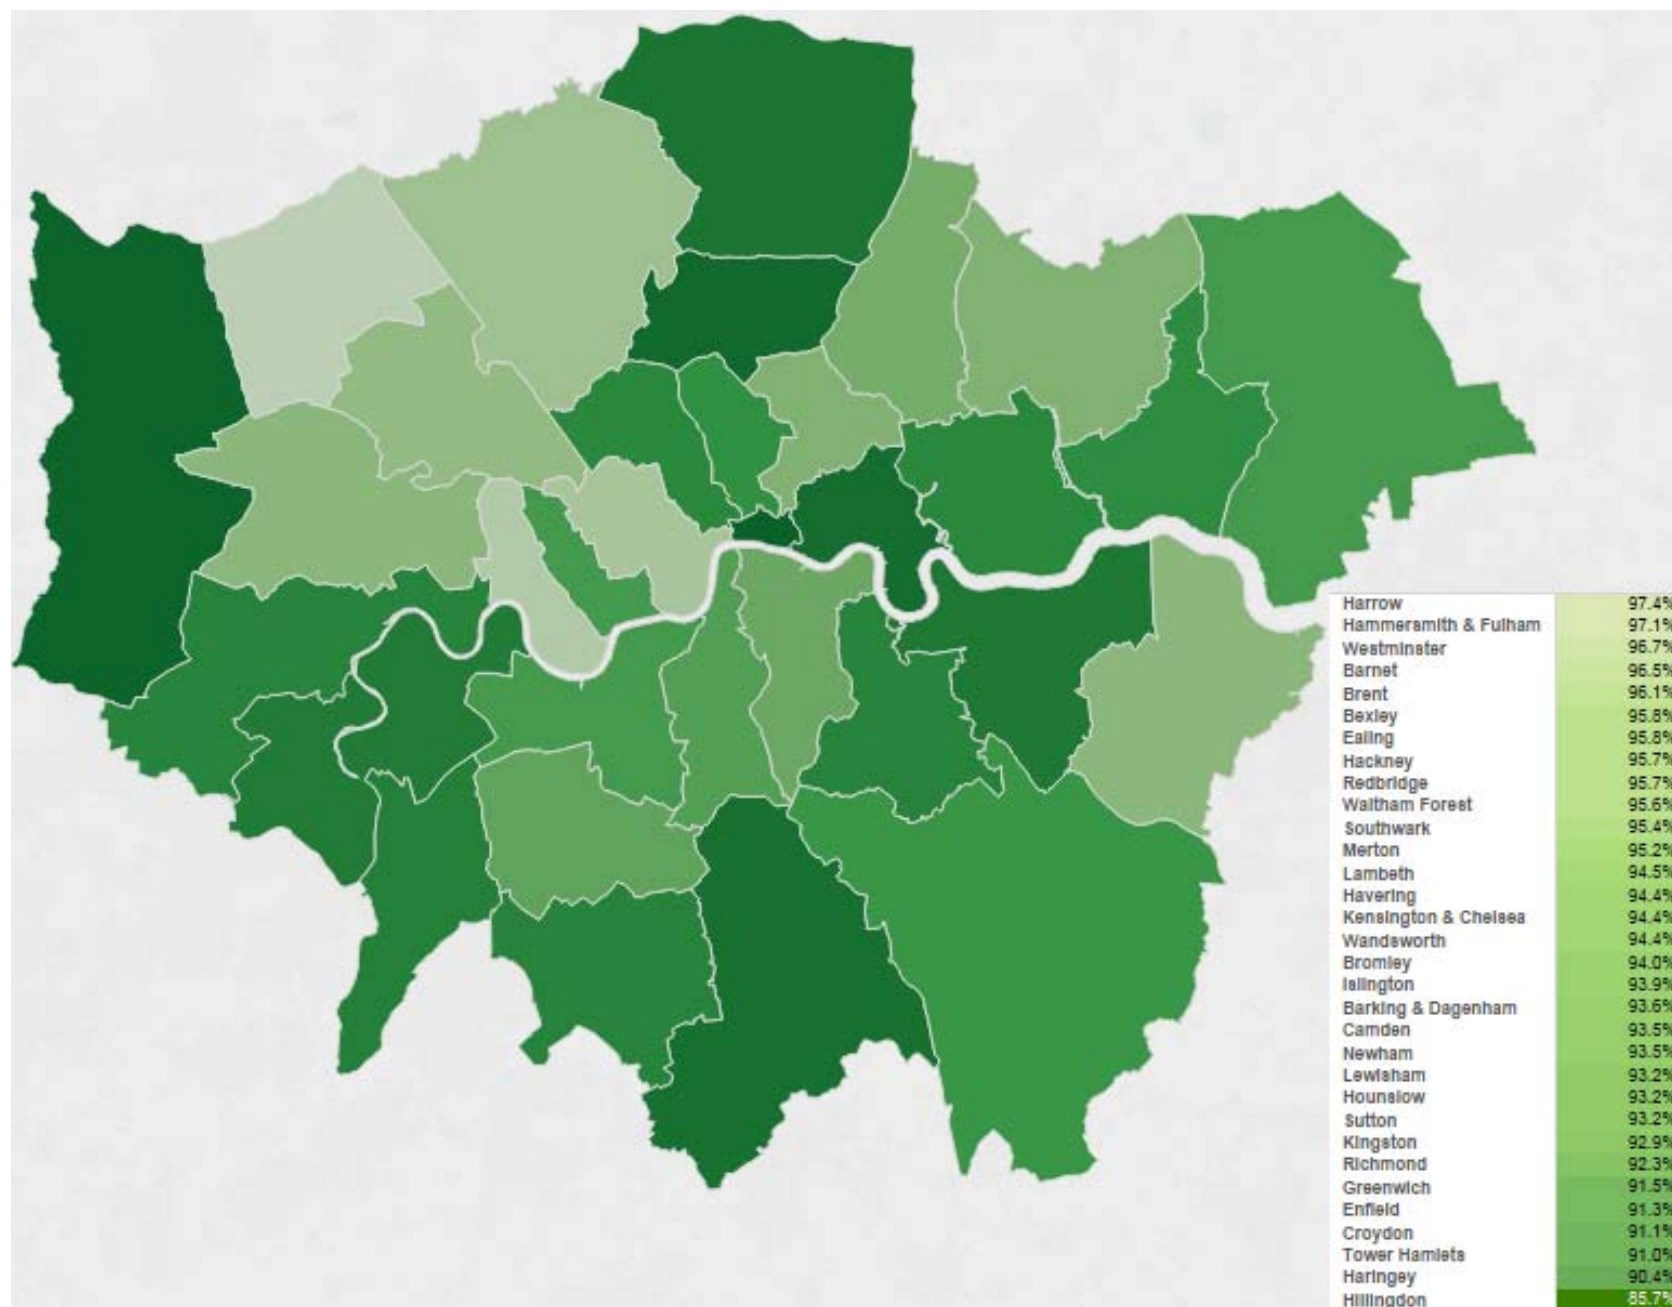 Harrow 97.4%
Hammersmith & Fulham 97.1%
Westminster 96.7%
Barnet 96.5%
Brent 96.1%
Bexley 95.8%
Ealing 95.8%
Hackney 95.7%
Redbridge 95.7%
Waltham Forest 95.6%
Southwark 95.4%
Merton 95.2%
Lambeth 94.5%
Havering 94.4%
Kensington & Chelsea 94.4%
Wandsworth 94.4%
Bromley 94.0%
Islington 93.9%
Barking & Dagenham 93.6%
Camden 93.5%
Newham 93.5%
Lewisham 93.2%
Hounslow 93.2%
Sutton 93.2%
Kingston 92.9%
Richmond 92.3%
Greenwich 91.5%
Enfield 91.3%
Croydon 91.1%
Tower Hamlets 91.0%
Haringey 90.4%
Hillingdon 85.7%